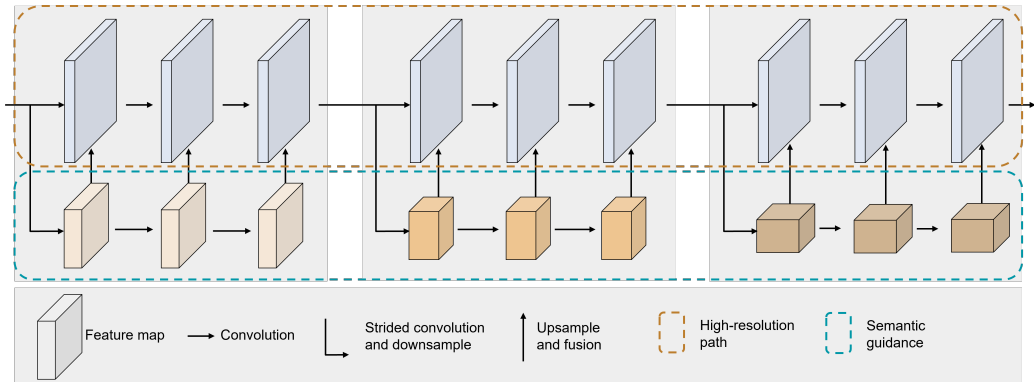 Feature map
Convolution
Strided convolution
and downsample
Upsample
and fusion
High-resolution
path
Semantic
guidance